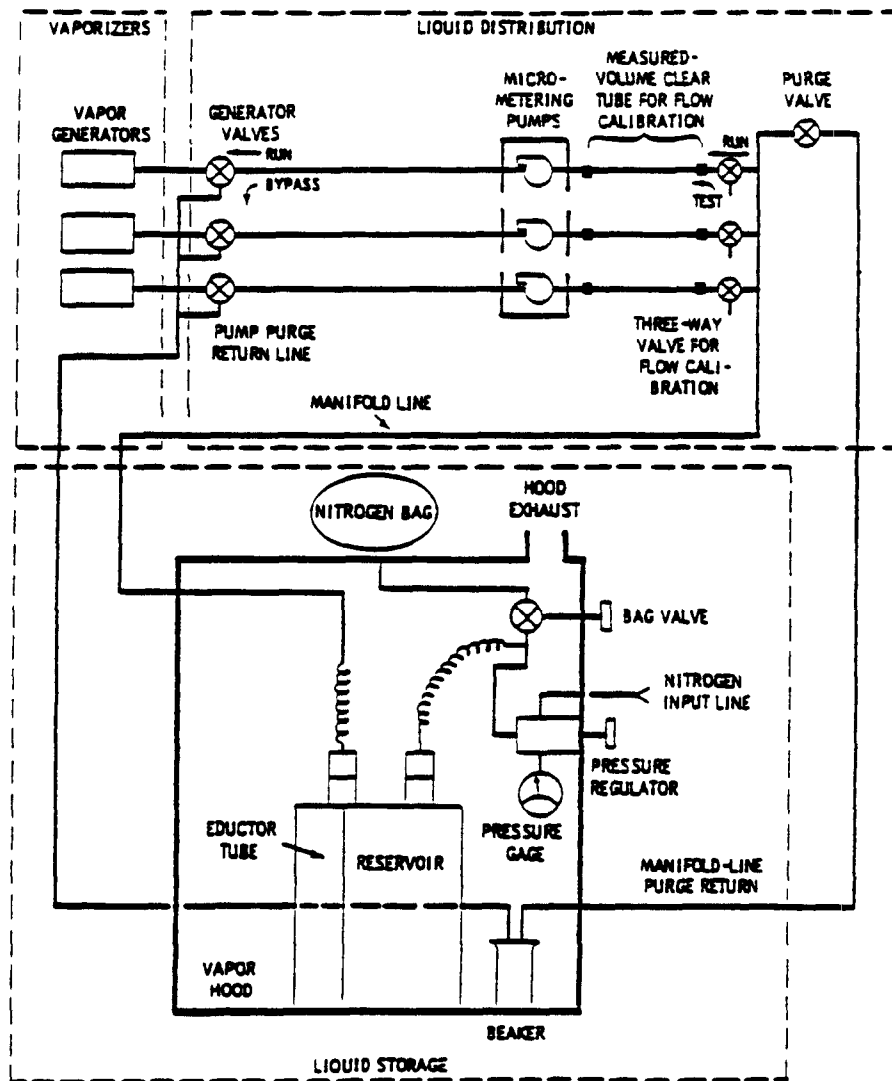 VAPORIZERS
LIQUID DISTRIBUTION
VAPOR
GENERATORS
GENERATOR
VALVES
RUN
BYPASS
MICRO-
METERING
PUMPS
MEASURED-
VOLUME CLEAR
TUBE FOR FLOW
CALIBRATION
PURGE
VALVE
RUN
TEST
PUMP PURGE
RETURN LINE
THREE-WAY
VALVE FOR
FLOW CALI-
BRATION
MANIFOLD LINE
NITROGEN BAG
HOOD
EXHAUST
BAG VALVE
NITROGEN
INPUT LINE
PRESSURE
REGULATOR
EDUCTOR
TUBE
RESERVOIR
PRESSURE
GAGE
MANIFOLD-LINE
PURGE RETURN
VAPOR
HOOD
BEAKER
LIQUID STORAGE